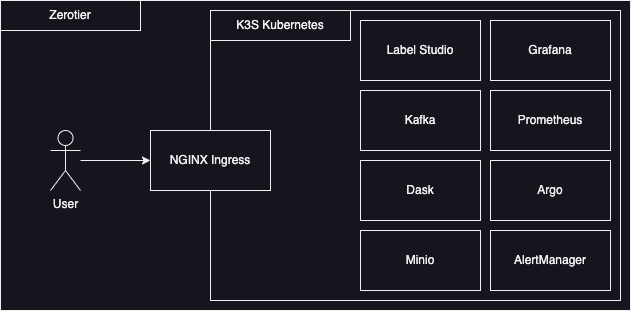 Zerotier
K3S Kubernetes
Label Studio
Grafana
Kafka
Prometheus
NGINX Ingress
Dask
Argo
User
Minio
AlertManager